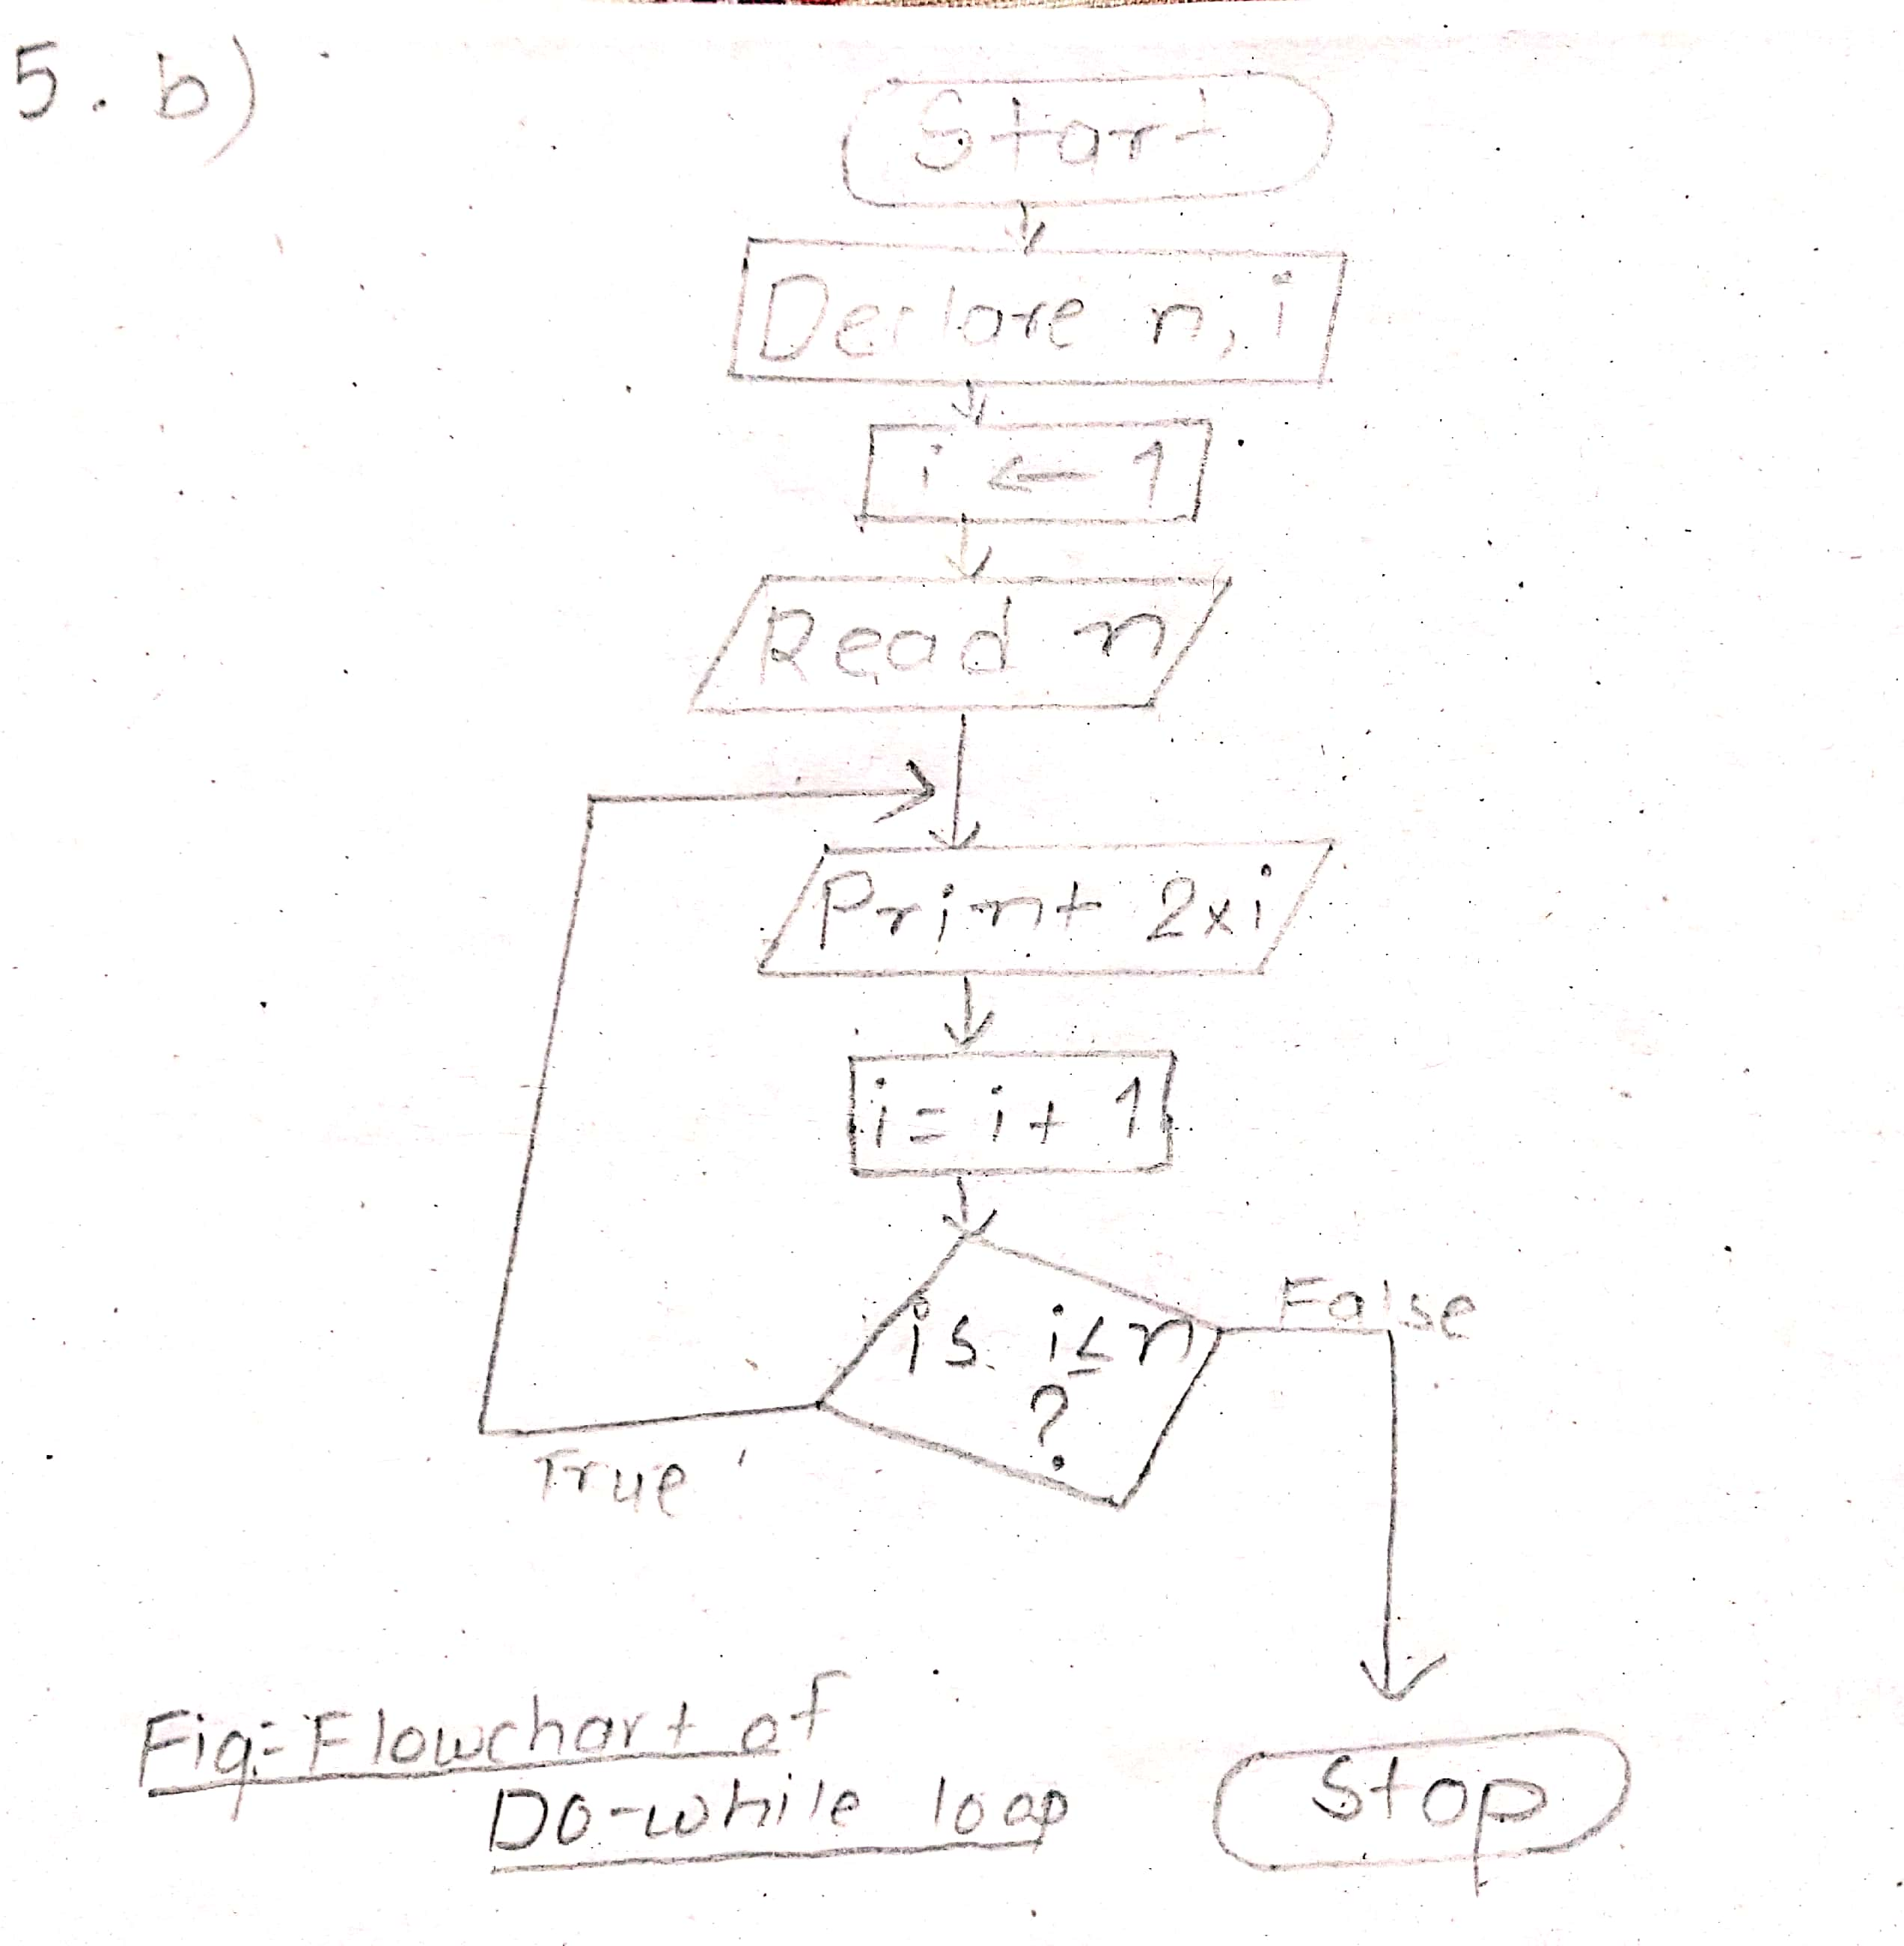 5. b)
Start
Declare n, i
i ← 1
Read n
Print 2xi
i = i + 1
is i ≤ n
?
False
True
Fig:- Flowchart of
Do-while loop
Stop